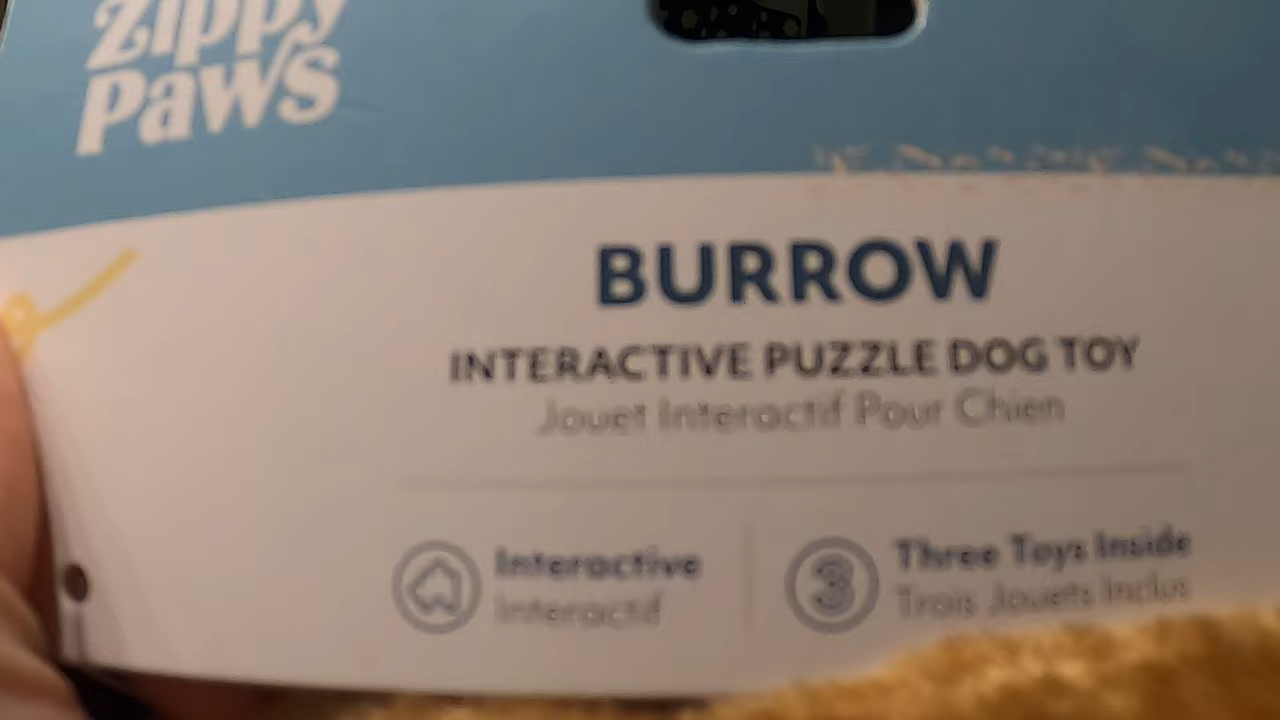 Zippy
Paws
BURROW
INTERACTIVE PUZZLE DOG TOY
Jouet Interactif Pour Chien
Interactive
Interactif
3
Three Toys Inside
Trois Jouets Inclus